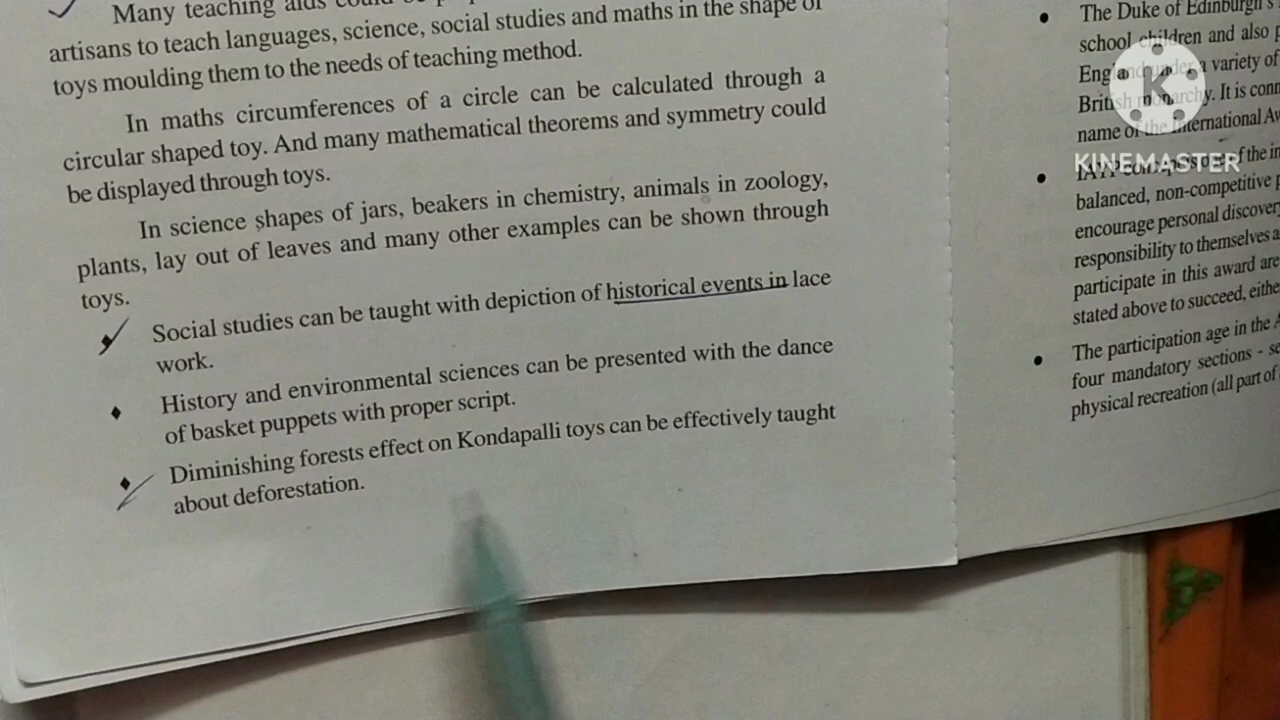 Many teaching aids could be
artisans to teach languages, science, social studies and maths in the shape of
toys moulding them to the needs of teaching method.
In maths circumferences of a circle can be calculated through a
circular shaped toy. And many mathematical theorems and symmetry could
be displayed through toys.
In science shapes of jars, beakers in chemistry, animals in zoology,
plants, lay out of leaves and many other examples can be shown through
toys.
Social studies can be taught with depiction of historical events in lace
work.
History and environmental sciences can be presented with the dance
of basket puppets with proper script.
Diminishing forests effect on Kondapalli toys can be effectively taught
about deforestation.
The Duke of Edinburgh's
school children and also
England under a variety of
British monarchy. It is
name of the International
of the
balanced, non-competitive
encourage personal
responsibility to themselves
participate in this award are
stated above to succeed,
The participation age in the
four mandatory sections -
physical recreation (all part of
K
KINEMASTER